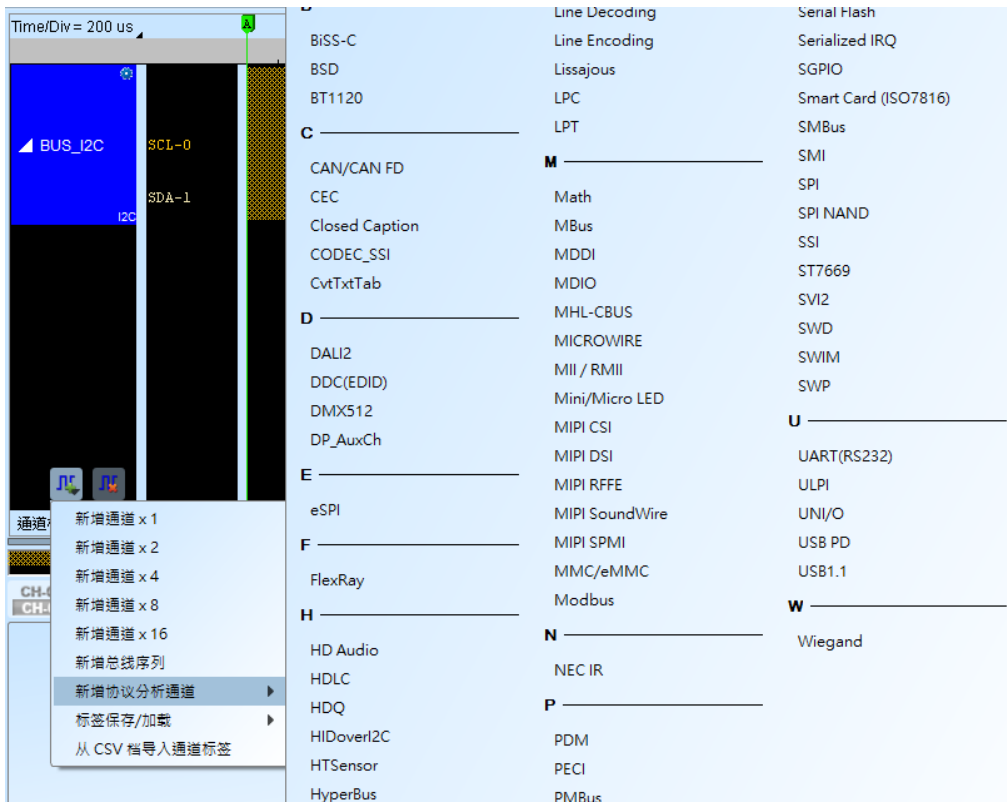 Time/Div = 200 us
A
BUS_I2C
I2C
SCL-0
SDA-1
通道
CH-
CH-
新增通道 x 1
新增通道 x 2
新增通道 x 4
新增通道 x 8
新增通道 x 16
新增总线序列
新增协议分析通道
标签保存/加载
从 CSV 档导入通道标签
BiSS-C
BSD
BT1120
C
CAN/CAN FD
CEC
Closed Caption
CODEC_SSI
CvtTxtTab
D
DALI2
DDC(EDID)
DMX512
DP_AuxCh
E
eSPI
F
FlexRay
H
HD Audio
HDLC
HDQ
HIDoverI2C
HTSensor
HyperBus
Line Decoding
Line Encoding
Lissajous
LPC
LPT
M
Math
MBus
MDDI
MDIO
MHL-CBUS
MICROWIRE
MII / RMII
Mini/Micro LED
MIPI CSI
MIPI DSI
MIPI RFFE
MIPI SoundWire
MIPI SPMI
MMC/eMMC
Modbus
N
NEC IR
P
PDM
PECI
PMBus
Serial Flash
Serialized IRQ
SGPIO
Smart Card (ISO7816)
SMBus
SMI
SPI
SPI NAND
SSI
ST7669
SVI2
SWD
SWIM
SWP
U
UART(RS232)
ULPI
UNI/O
USB PD
USB1.1
W
Wiegand